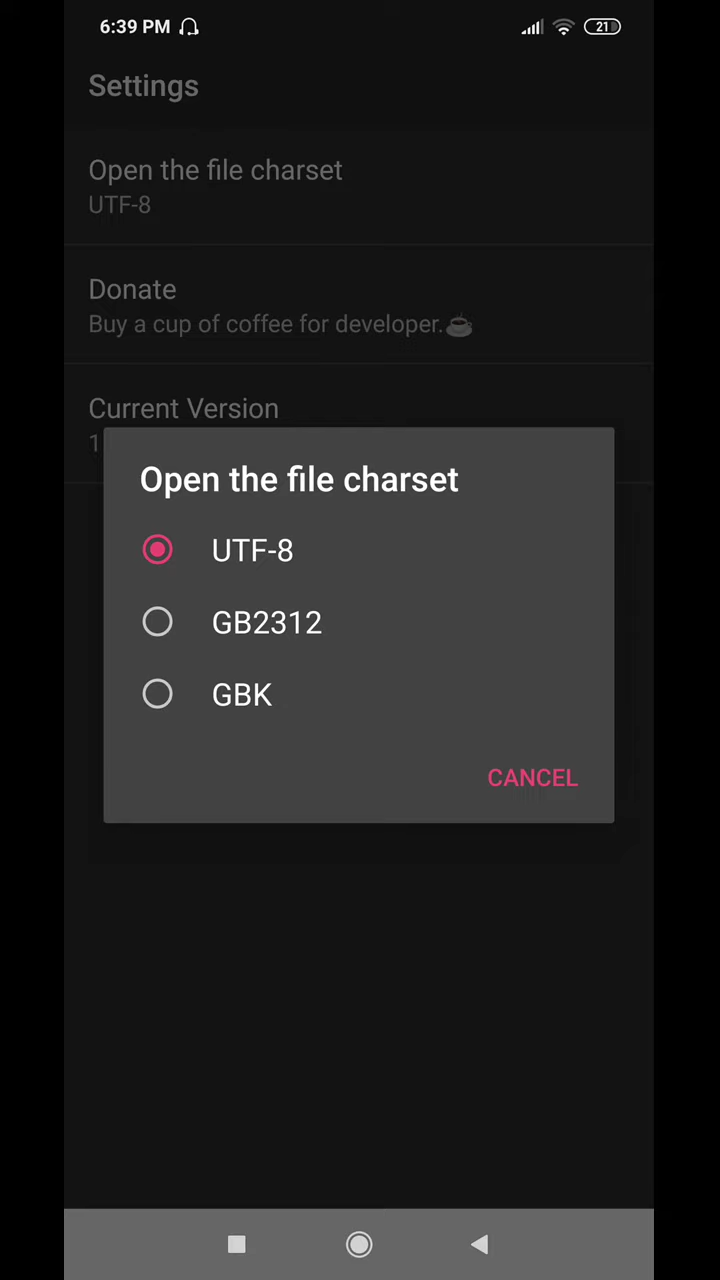 6:39 PM 21
Settings
Open the file charset
UTF-8
Donate
Buy a cup of coffee for developer.☕
Current Version
1
Open the file charset
UTF-8
GB2312
GBK
CANCEL